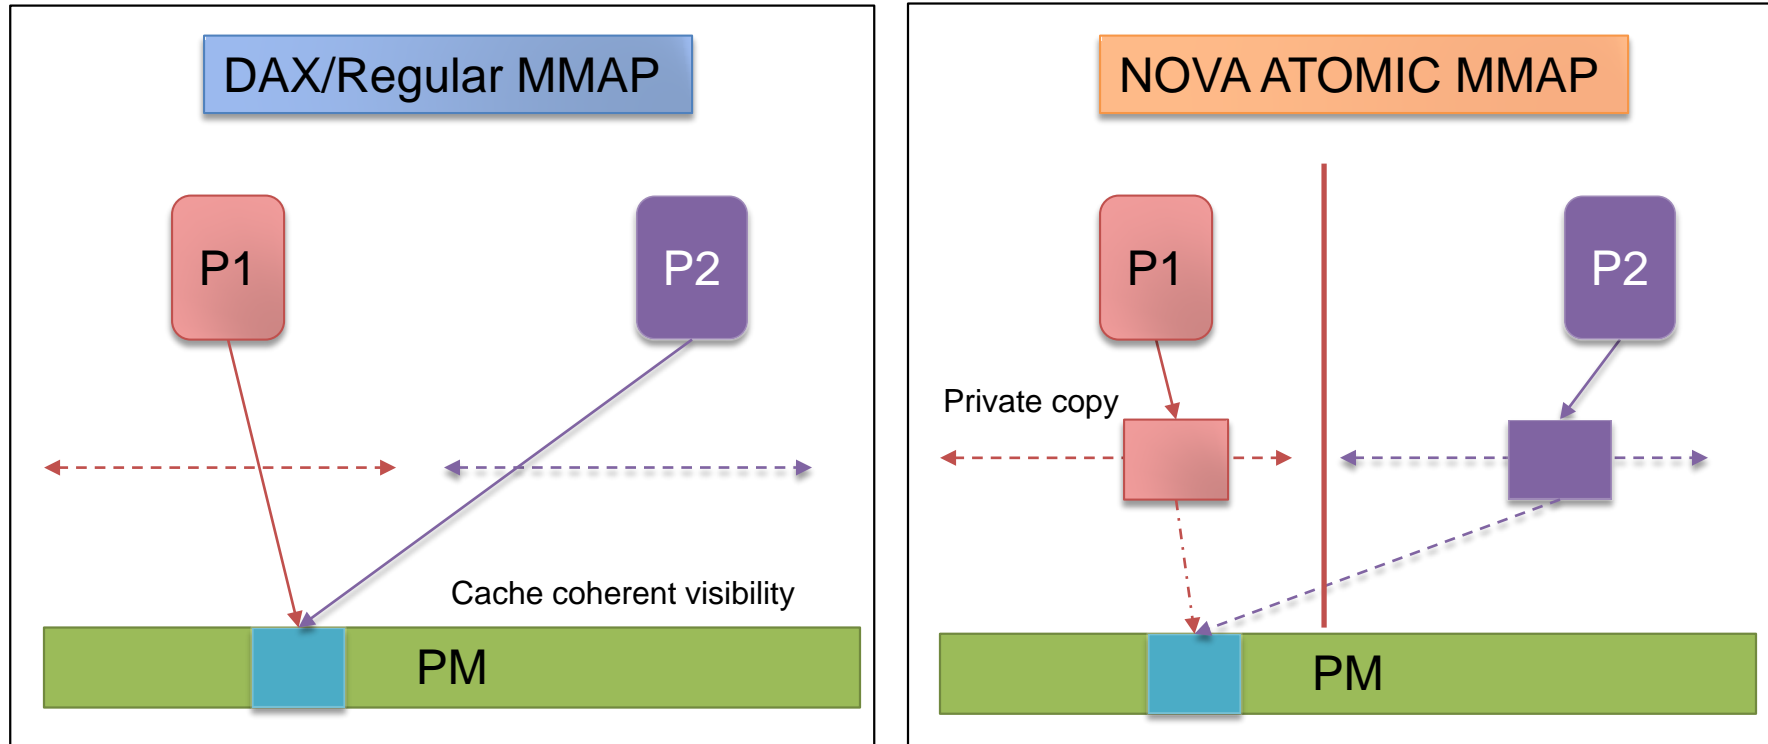 DAX/Regular MMAP
P1
P2
Cache coherent visibility
PM
NOVA ATOMIC MMAP
P1
P2
Private copy
PM